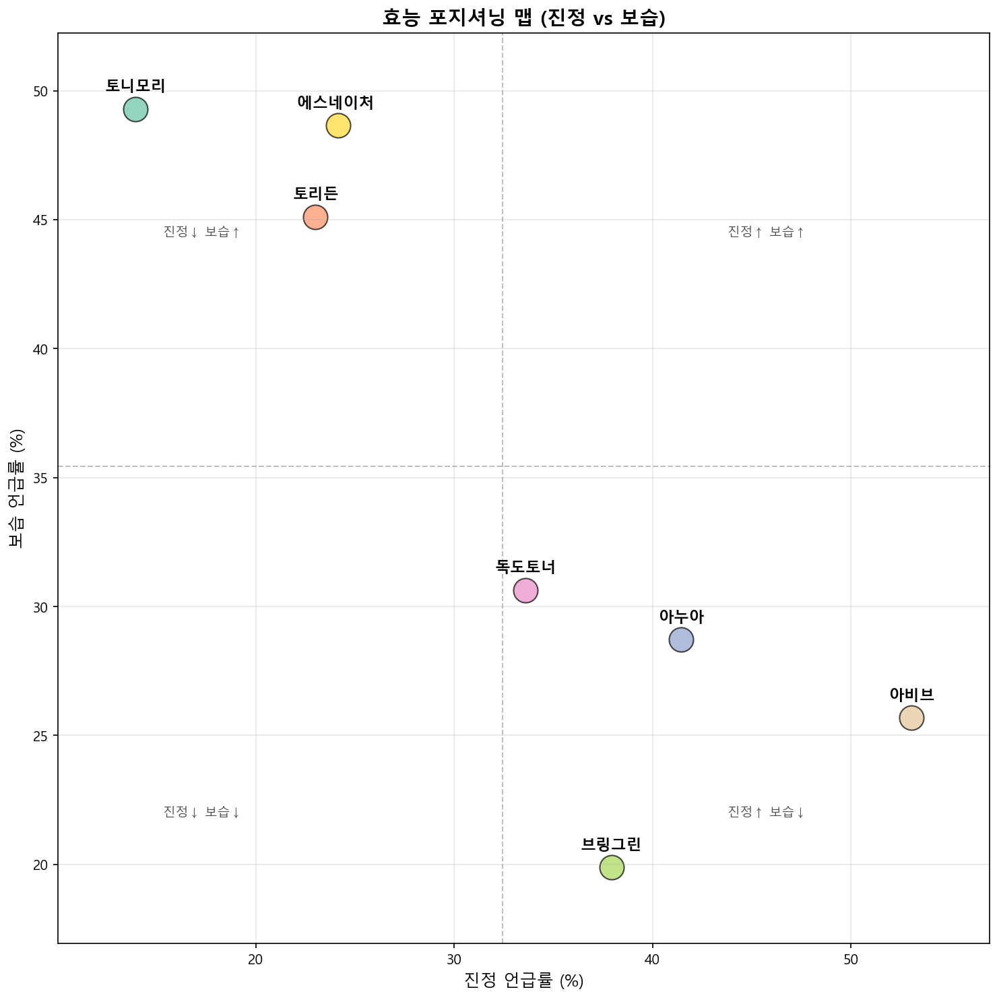 효능 포지셔닝 맵 (진정 vs 보습)
토니모리
에스네이처
토리든
진정↓ 보습↑
진정↑ 보습↑
독도토너
아누아
아비브
진정↓ 보습↓
진정↑ 보습↓
브링그린
보습 언급률 (%)
50
45
40
35
30
25
20
20
30
40
50
진정 언급률 (%)